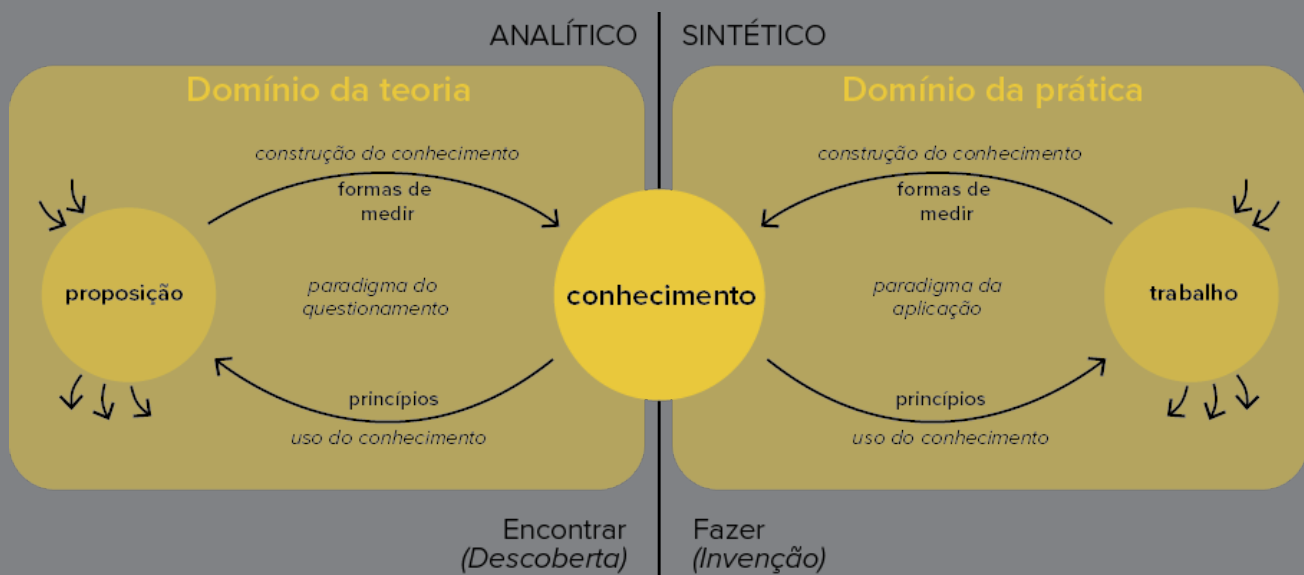 ANALÍTICO
SINTÉTICO
Domínio da teoria
construção do conhecimento
formas de
medir
proposição
paradigma do
questionamento
princípios
uso do conhecimento
conhecimento
Domínio da prática
construção do conhecimento
formas de
medir
paradigma da
aplicação
trabalho
princípios
uso do conhecimento
Encontrar
(Descoberta)
Fazer
(Invenção)